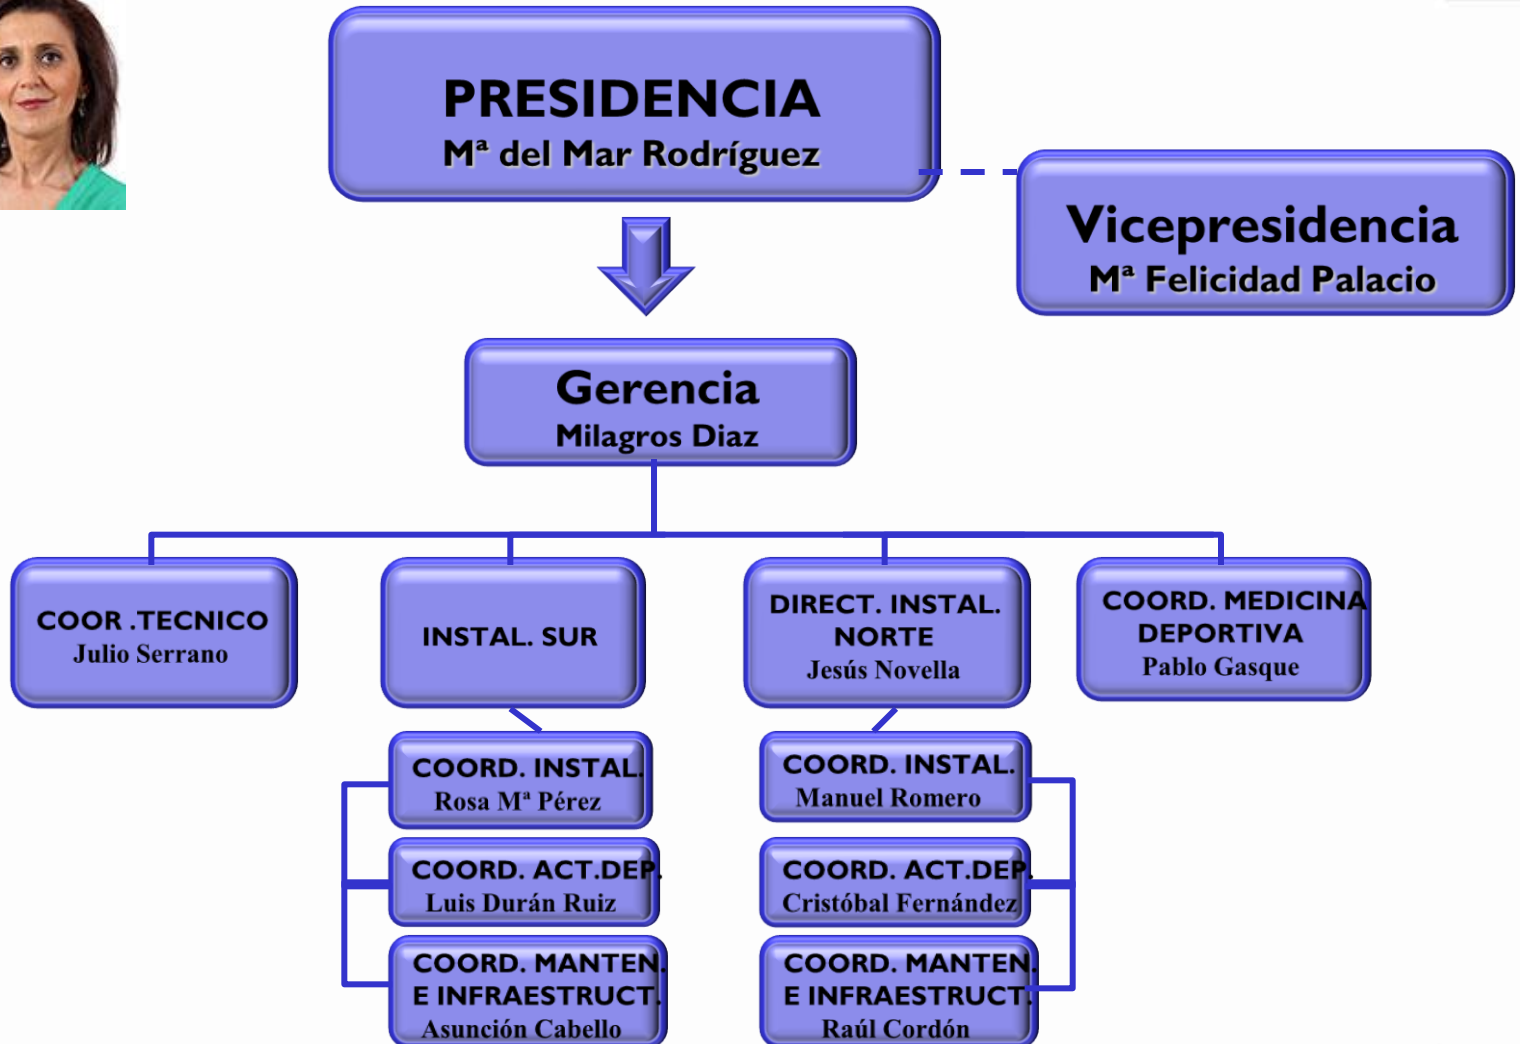 PRESIDENCIA
Mª del Mar Rodríguez
Vicepresidencia
Mª Felicidad Palacio
Gerencia
Milagros Diaz
COOR .TECNICO
Julio Serrano
INSTAL. SUR
DIRECT. INSTAL.
NORTE
Jesús Novella
COORD. MEDICINA
DEPORTIVA
Pablo Gasque
COORD. INSTAL.
Rosa Mª Pérez
COORD. ACT.DEP.
Luis Durán Ruiz
COORD. MANTEN.
E INFRAESTRUCT.
Asunción Cabello
COORD. INSTAL.
Manuel Romero
COORD. ACT.DEP.
Cristóbal Fernández
COORD. MANTEN.
E INFRAESTRUCT.
Raúl Cordón